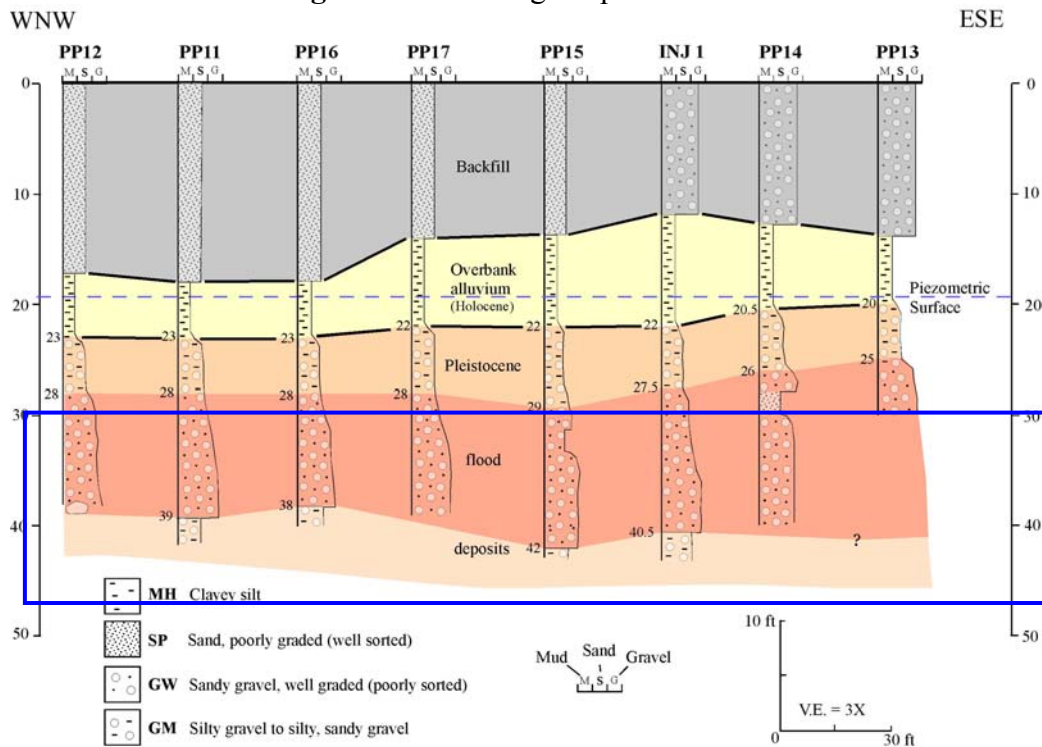 WNW ESE
PP12 PP11 PP16 PP17 PP15 INJ 1 PP14 PP13
M S G M S G M S G M S G M S G M S G M S G M S G
0 0
Backfill
10 10
Overbank
alluvium
(Holocene)
20 20
Piezometric
Surface
23 23 23 22 22 22 20.5 20
Pleistocene
28 28 28 28 29 27.5 26 25
30 30
flood
39 38 42 40.5
40 40
deposits ?
50 50
MH Clayey silt
SP Sand, poorly graded (well sorted)
GW Sandy gravel, well graded (poorly sorted)
GM Silty gravel to silty, sandy gravel
Sand
Mud Gravel
M S G
10 ft
V.E. = 3X
0 30 ft